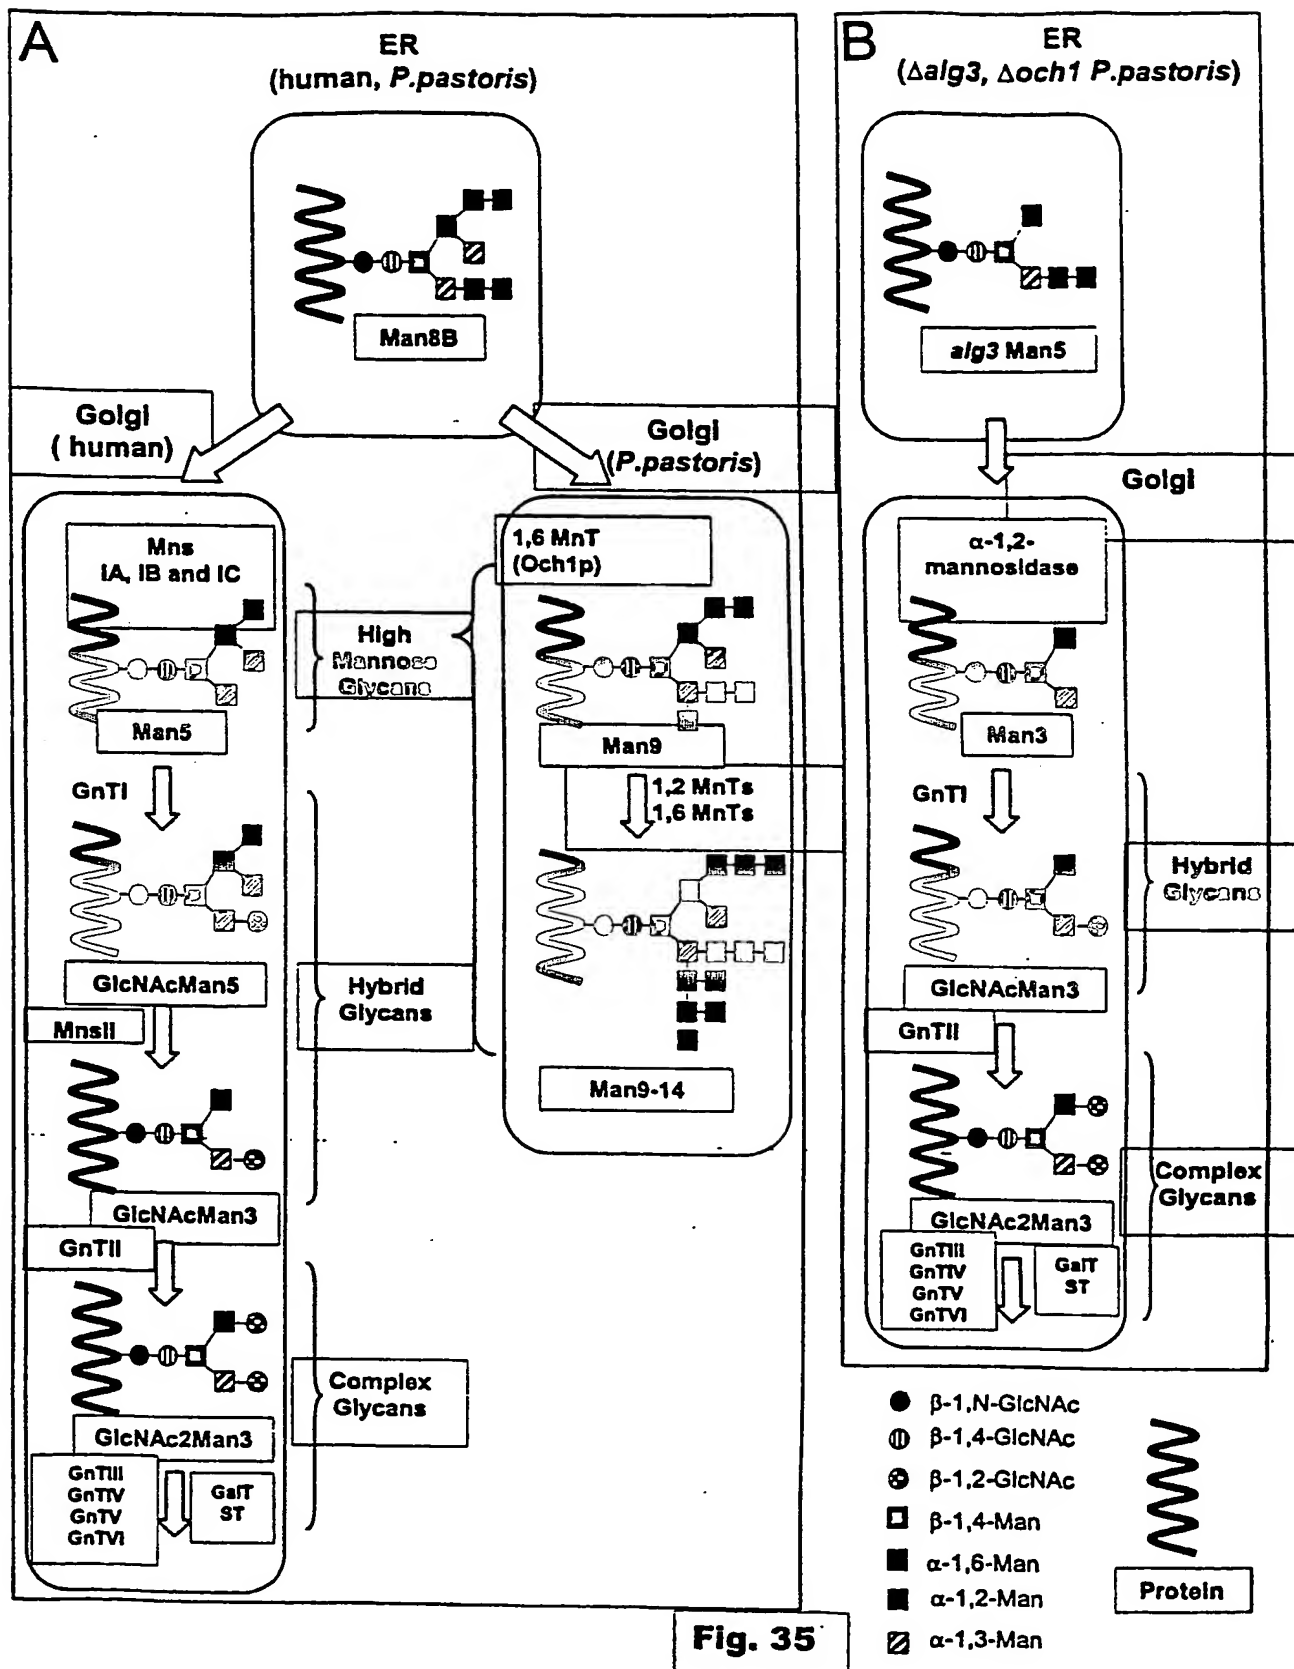 A
ER
(human, P.pastoris)
Man8B
Golgi
( human)
Golgi
(P.pastoris)
Mns
IA, IB and IC
Man5
GnTI
GlcNAcMan5
MnsII
GlcNAcMan3
GnTII
GlcNAc2Man3
GnTIII
GnTIV
GnTV
GnTVI
GalT
ST
High
Mannose
Glycans
Hybrid
Glycans
Complex
Glycans
1,6 MnT
(Och1p)
Man9
1,2 MnTs
1,6 MnTs
Man9-14
B
ER
(Δalg3, Δoch1 P.pastoris)
alg3 Man5
Golgi
α-1,2-
mannosidase
Man3
GnTI
GlcNAcMan3
GnTII
GlcNAc2Man3
GnTIII
GnTIV
GnTV
GnTVI
GalT
ST
Hybrid
Glycans
Complex
Glycans
β-1,N-GlcNAc
β-1,4-GlcNAc
β-1,2-GlcNAc
β-1,4-Man
α-1,6-Man
α-1,2-Man
α-1,3-Man
Protein
Fig. 35